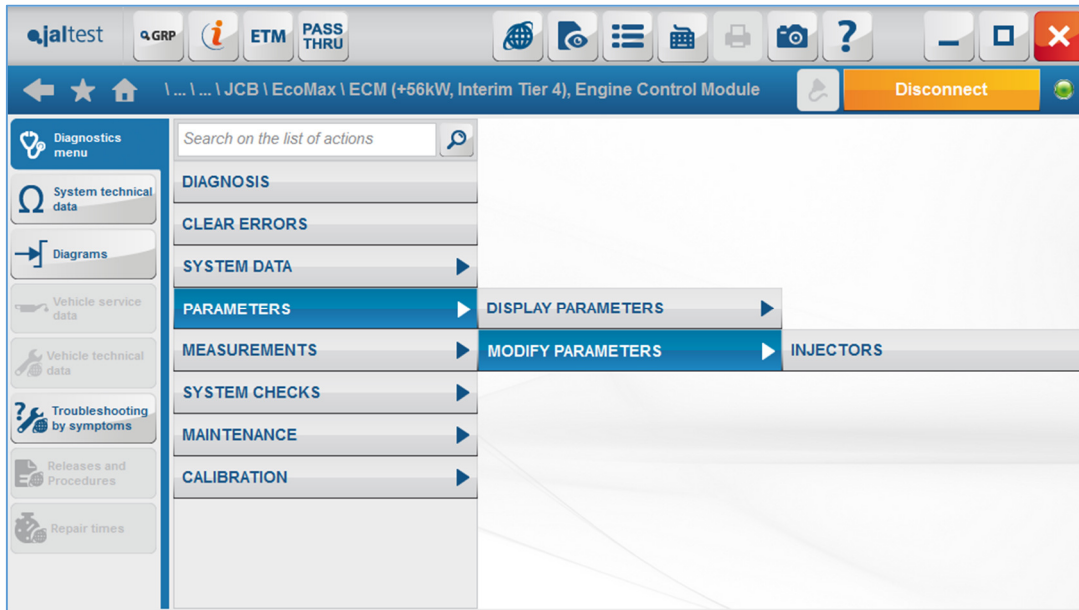 jaltest
GRP
i
ETM
PASS
THRU
?
\ ... \ ... \ JCB \ EcoMax \ ECM (+56kW, Interim Tier 4), Engine Control Module
Disconnect
Diagnostics
menu
System technical
data
Diagrams
Vehicle service
data
Vehicle technical
data
Troubleshooting
by symptoms
Releases and
Procedures
Repair times
Search on the list of actions
DIAGNOSIS
CLEAR ERRORS
SYSTEM DATA
PARAMETERS
MEASUREMENTS
SYSTEM CHECKS
MAINTENANCE
CALIBRATION
DISPLAY PARAMETERS
MODIFY PARAMETERS
INJECTORS